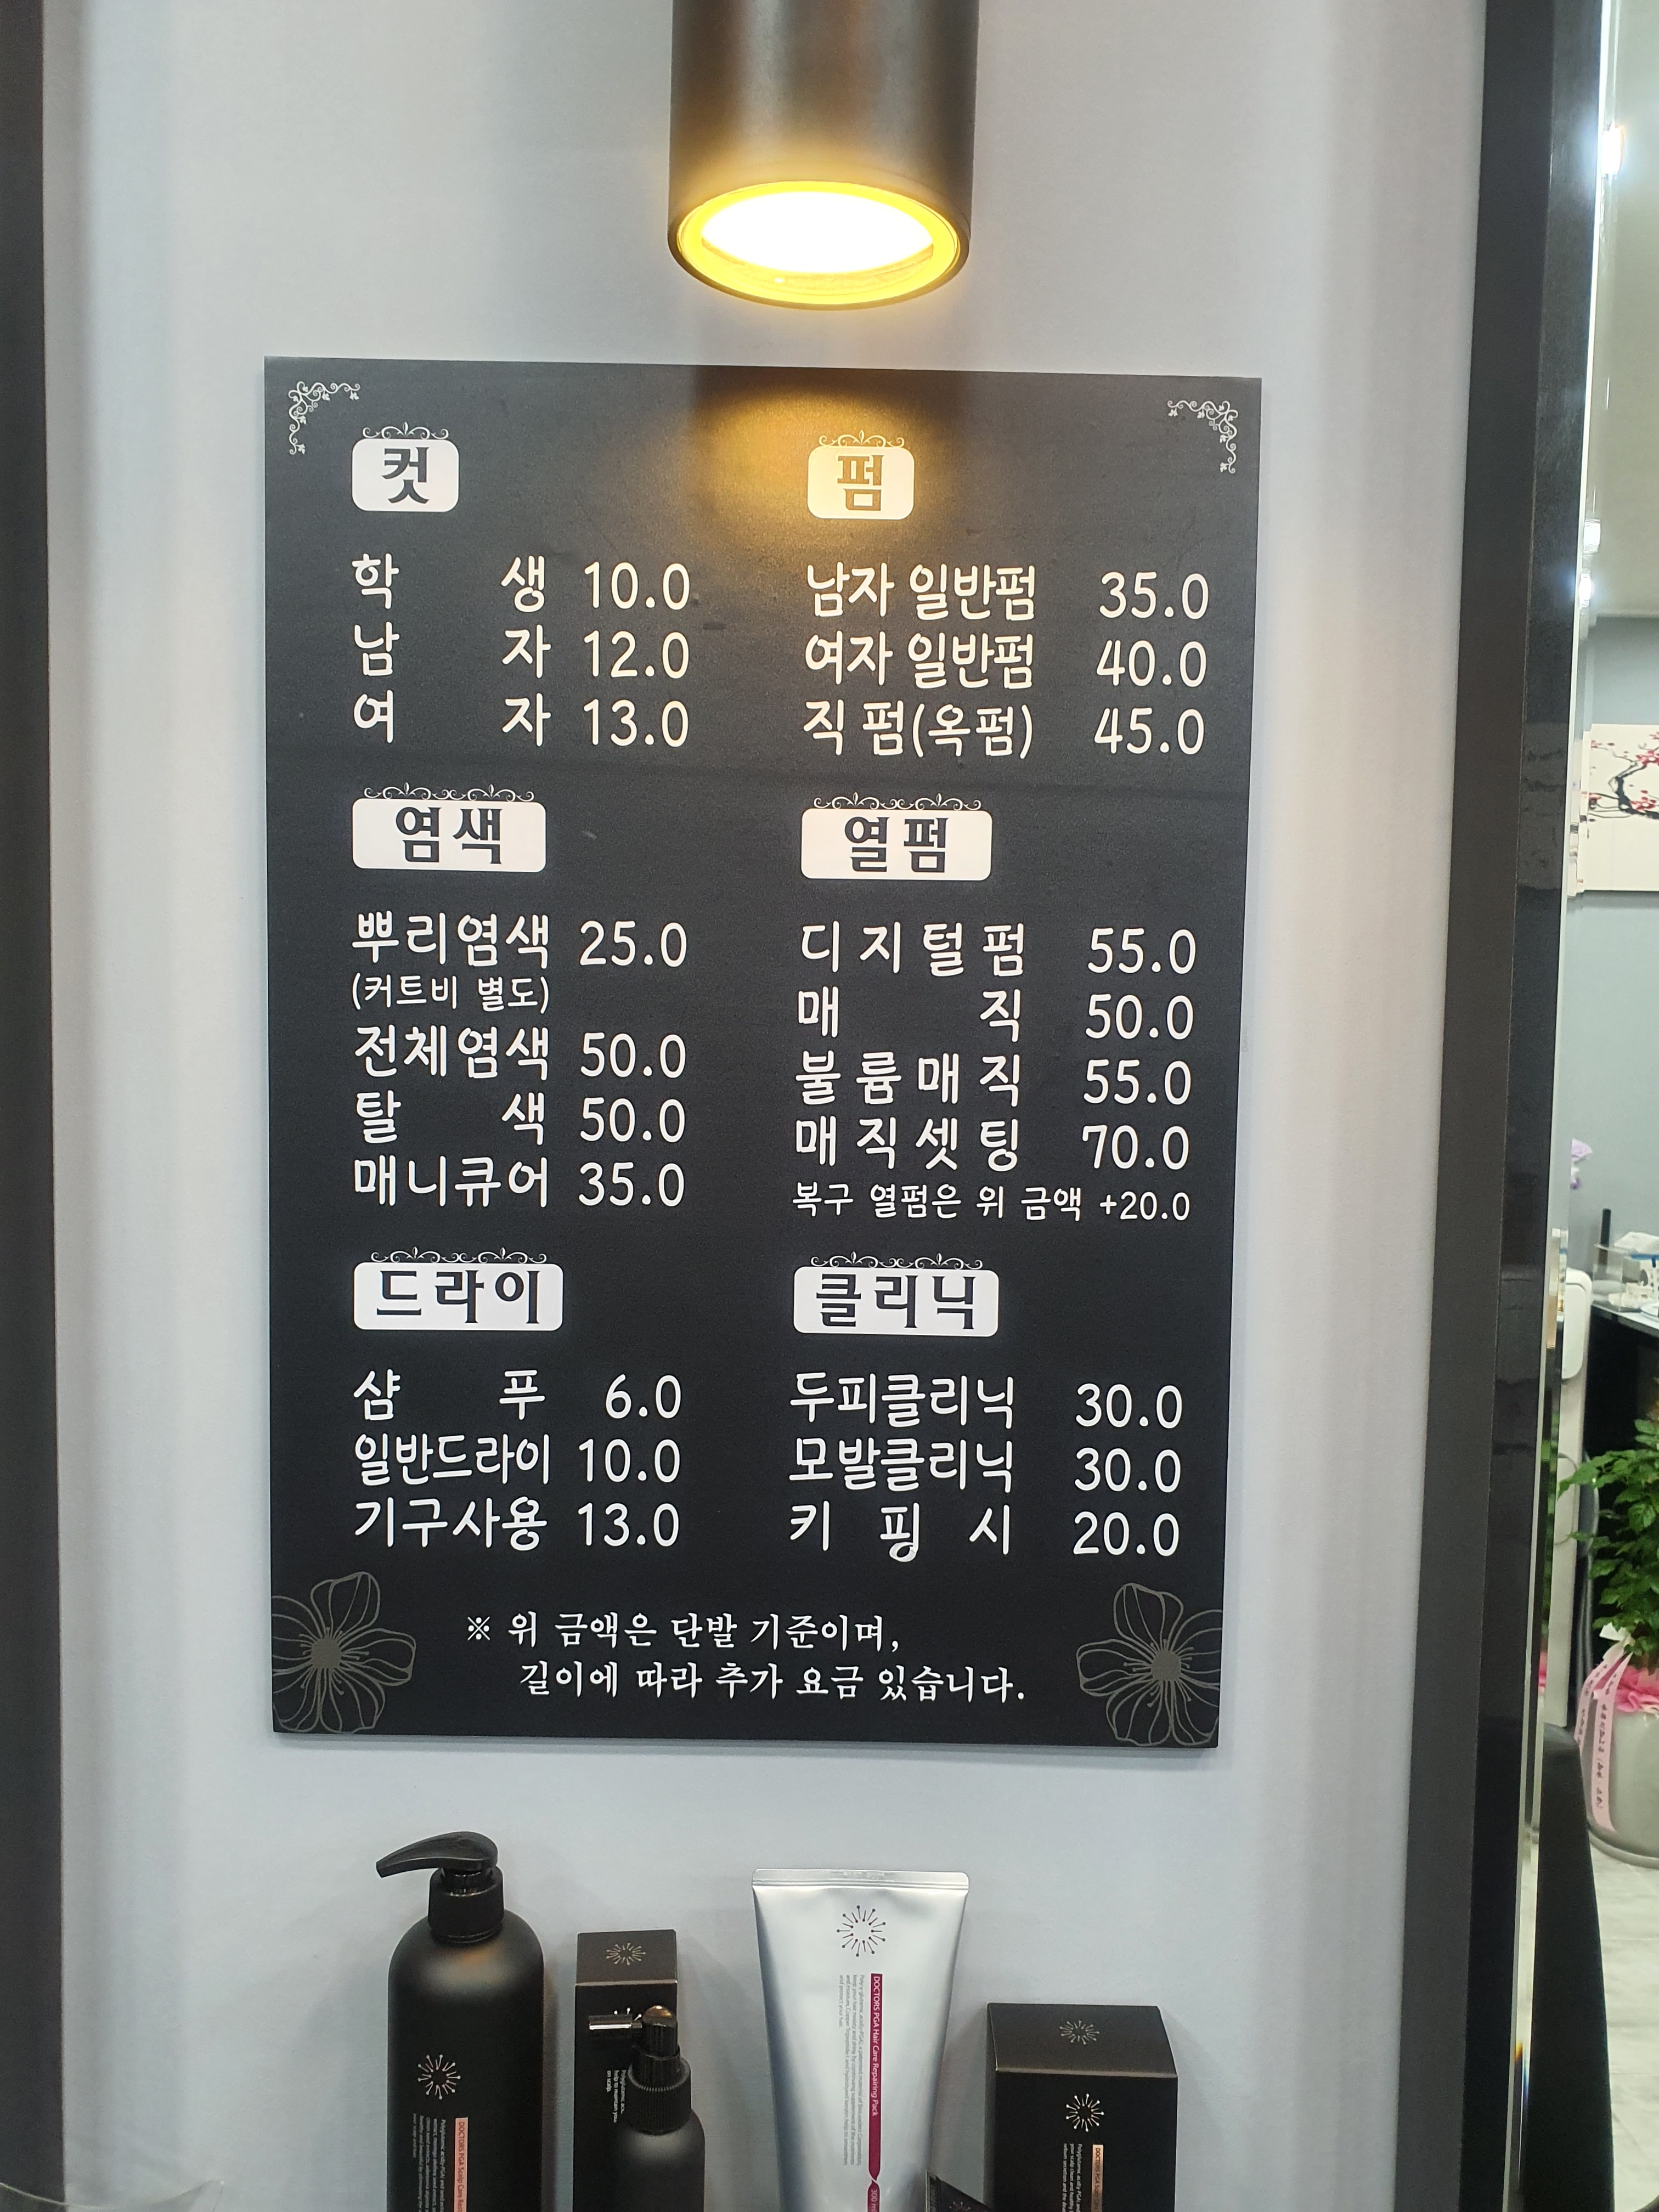 컷
학 생 10.0
남 자 12.0
여 자 13.0
염색
뿌리염색 25.0
(커트비 별도)
전체염색 50.0
탈 색 50.0
매니큐어 35.0
드라이
샴 푸 6.0
일반드라이 10.0
기구사용 13.0
펌
남자 일반펌 35.0
여자 일반펌 40.0
직 펌(옥펌) 45.0
열펌
디지털펌 55.0
매 직 50.0
볼륨매직 55.0
매직셋팅 70.0
복구 열펌은 위 금액 +20.0
클리닉
두피클리닉 30.0
모발클리닉 30.0
키 핑 시 20.0
※ 위 금액은 단발 기준이며,
길이에 따라 추가 요금 있습니다.
DOCTORS PGA Hair Care Repairing Pack